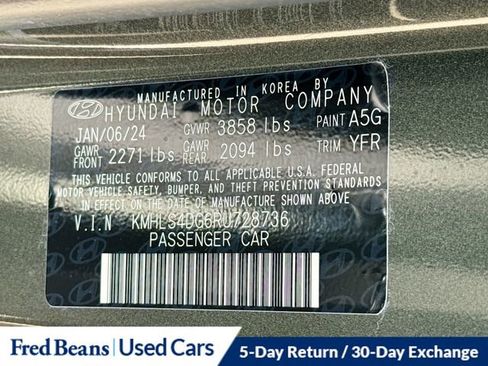 MANUFACTURED IN KOREA BY
HYUNDAI MOTOR COMPANY
JAN/06/24 GVWR 3858 lbs PAINT A5G
GAWR FRONT 2271 lbs GAWR REAR 2094 lbs TRIM YFR
THIS VEHICLE CONFORMS TO ALL APPLICABLE U.S.A. FEDERAL
MOTOR VEHICLE SAFETY, BUMPER, AND THEFT PREVENTION STANDARDS
IN EFFECT ON THE DATE OF MANUFACTURE SHOWN ABOVE
V.I.N KMHLS4DG6RU728736
PASSENGER CAR
Fred Beans | Used Cars 5-Day Return / 30-Day Exchange